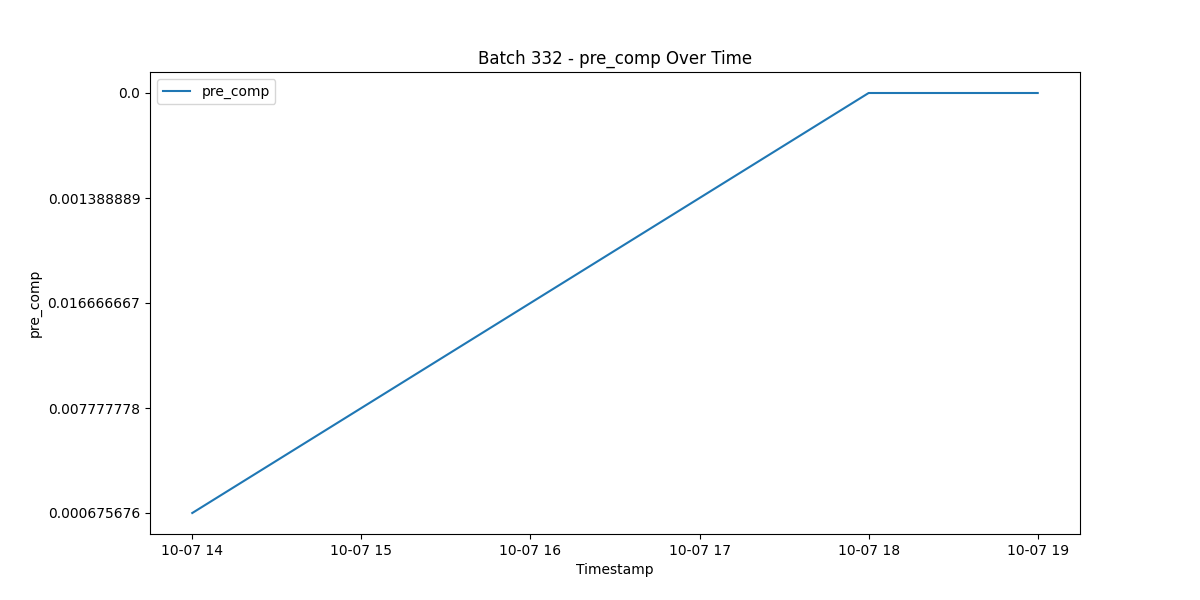 Batch 332 - pre_comp Over Time
pre_comp
0.0
0.001388889
0.016666667
0.007777778
0.000675676
pre_comp
10-07 14
10-07 15
10-07 16
10-07 17
10-07 18
10-07 19
Timestamp